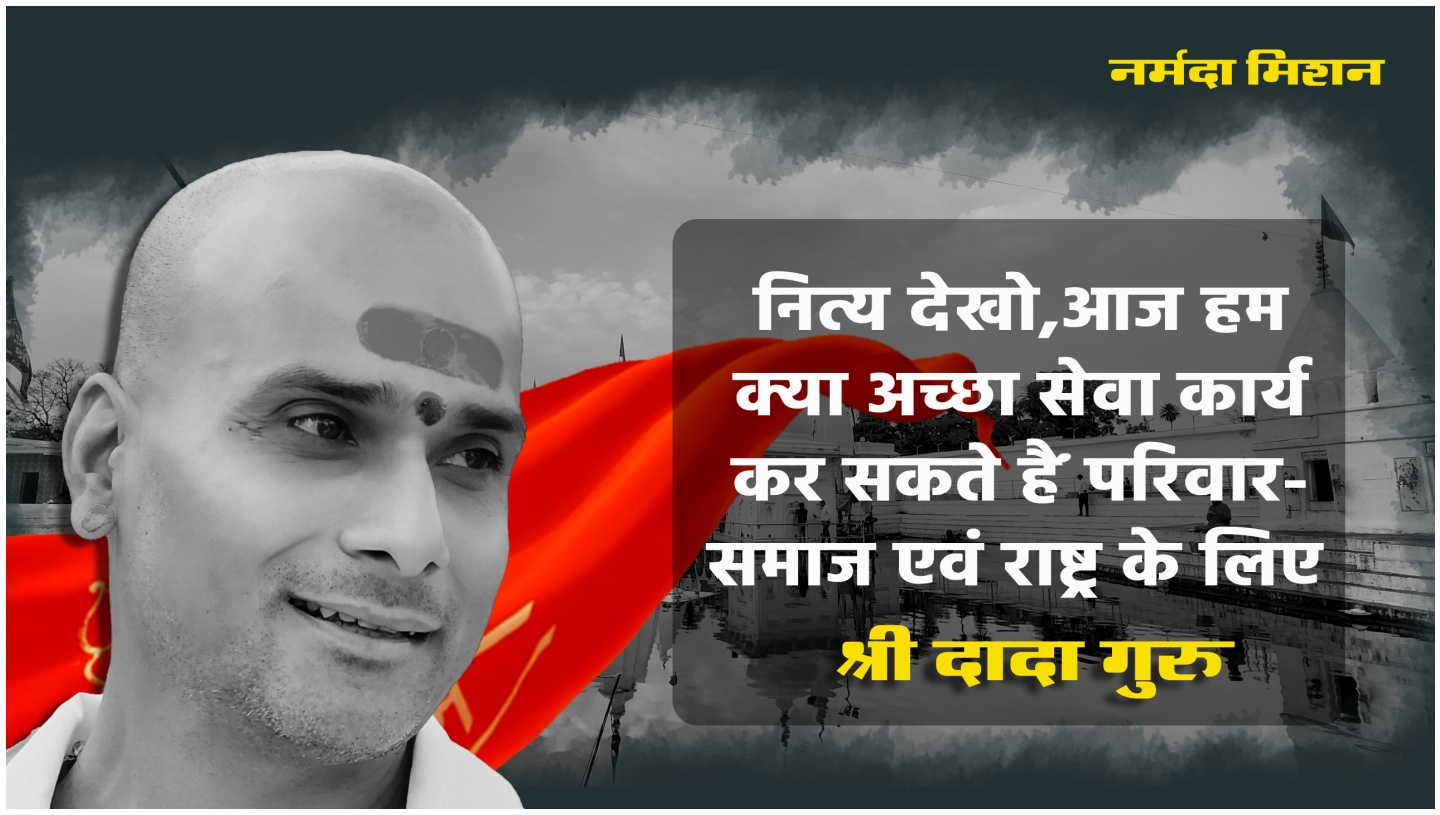 नर्मदा मिशन
नित्य देखो,आज हम
क्या अच्छा सेवा कार्य
कर सकते हैं परिवार-
समाज एवं राष्ट्र के लिए
श्री दादा गुरु